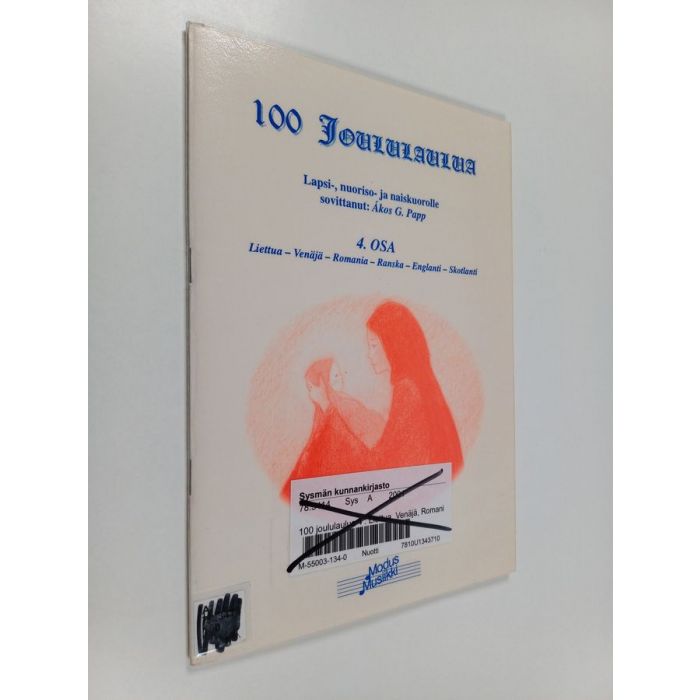 100 JOULULAULUA
Lapsi-, nuoriso- ja naiskuorolle
sovittanut: Ákos G. Papp
4. OSA
Liettua – Venäjä – Romania – Ranska – Englanti – Skotlanti
Sysmän kunnankirjasto
Sys A
100 joululaulua Venäjä, Romani
M-55003-134-0 Nuotti 7810U1343710
Modus
Musiikki